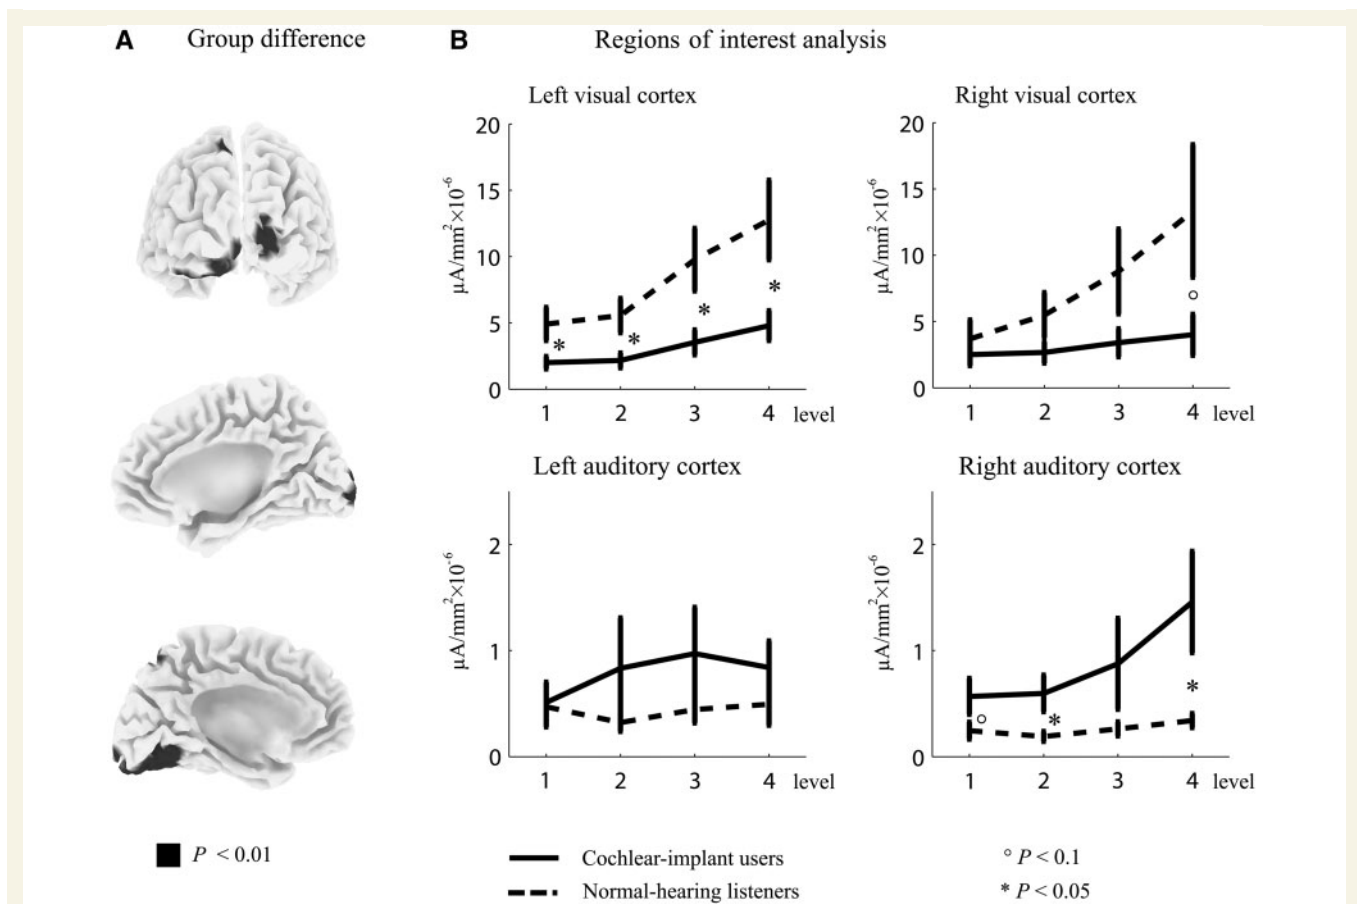 A Group difference
B Regions of interest analysis
Left visual cortex
µA/mm²×10⁻⁶
20
15
10
5
0
*
*
*
*
1 2 3 4 level
Right visual cortex
µA/mm²×10⁻⁶
20
15
10
5
0
°
1 2 3 4 level
Left auditory cortex
µA/mm²×10⁻⁶
2
1
0
1 2 3 4 level
Right auditory cortex
µA/mm²×10⁻⁶
2
1
0
°
*
*
1 2 3 4 level
P < 0.01
Cochlear-implant users
Normal-hearing listeners
° P < 0.1
* P < 0.05